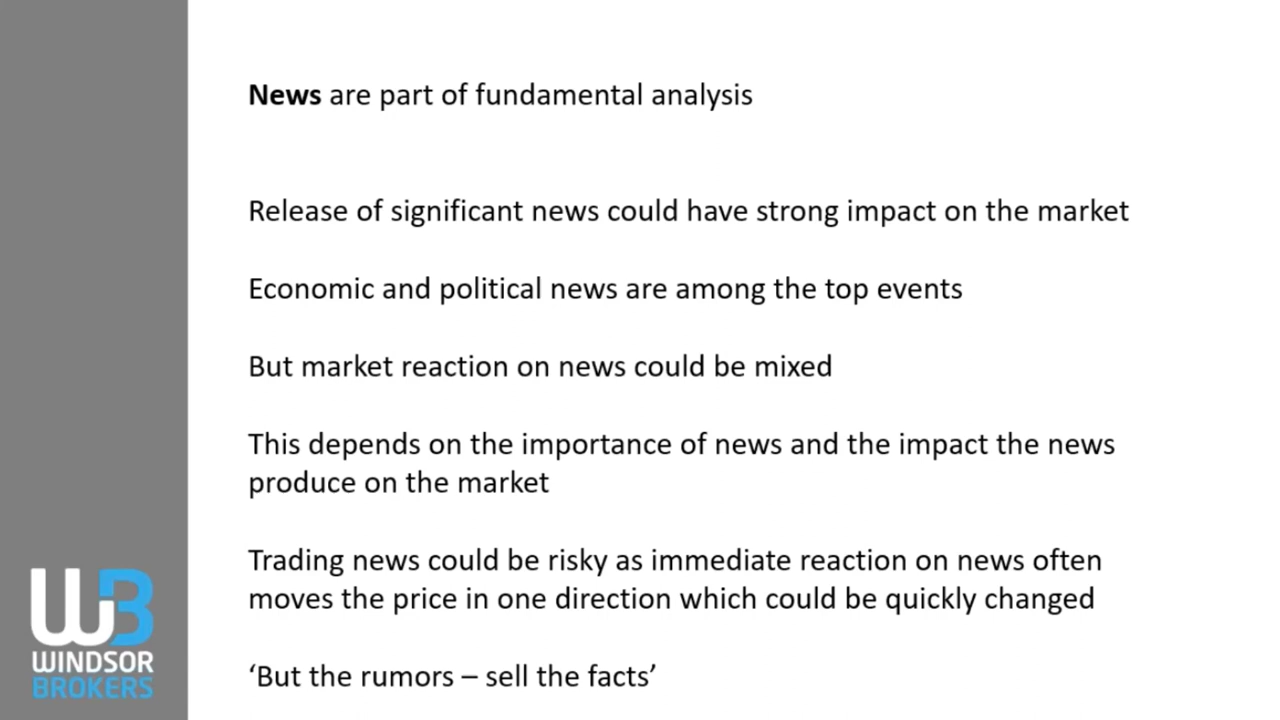 News are part of fundamental analysis
Release of significant news could have strong impact on the market
Economic and political news are among the top events
But market reaction on news could be mixed
This depends on the importance of news and the impact the news
produce on the market
Trading news could be risky as immediate reaction on news often
moves the price in one direction which could be quickly changed
‘But the rumors – sell the facts’
WB
WINDSOR
BROKERS